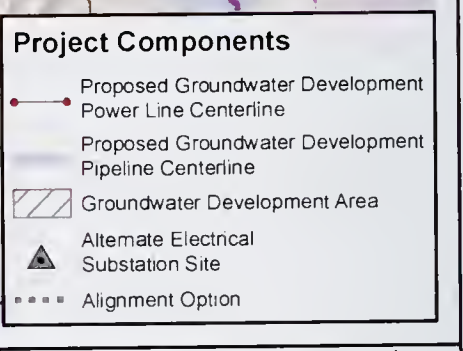 Project Components
Proposed Groundwater Development
Power Line Centerline
Proposed Groundwater Development
Pipeline Centerline
Groundwater Development Area
Alternate Electrical
Substation Site
Alignment Option